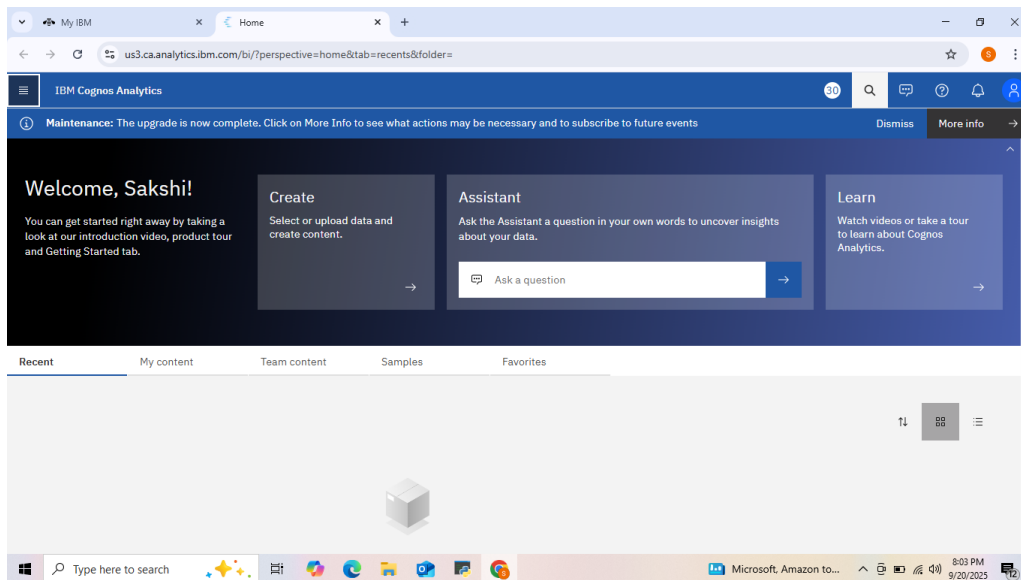 My IBM
Home
us3.ca.analytics.ibm.com/bi/?perspective=home&tab=recents&folder=
S
IBM Cognos Analytics
30
Maintenance: The upgrade is now complete. Click on More Info to see what actions may be necessary and to subscribe to future events
Dismiss
More info
Welcome, Sakshi!
You can get started right away by taking a
look at our introduction video, product tour
and Getting Started tab.
Create
Select or upload data and
create content.
Assistant
Ask the Assistant a question in your own words to uncover insights
about your data.
Ask a question
Learn
Watch videos or take a tour
to learn about Cognos
Analytics.
Recent
My content
Team content
Samples
Favorites
Type here to search
Microsoft, Amazon to...
8:03 PM
9/20/2025
12